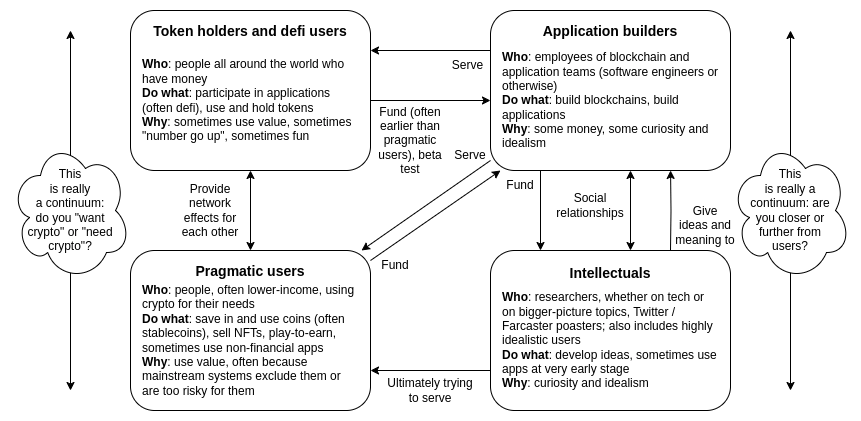 Token holders and defi users
Who: people all around the world who
have money
Do what: participate in applications
(often defi), use and hold tokens
Why: sometimes use value, sometimes
"number go up", sometimes fun
Application builders
Who: employees of blockchain and
application teams (software engineers or
otherwise)
Do what: build blockchains, build
applications
Why: some money, some curiosity and
idealism
Serve
Fund (often
earlier than
pragmatic
users), beta
test
Serve
Fund
This
is really
a continuum:
do you "want
crypto" or "need
crypto"?
Provide
network
effects for
each other
Fund
Social
relationships
Give
ideas and
meaning to
This
is really a
continuum: are
you closer or
further from
users?
Pragmatic users
Who: people, often lower-income, using
crypto for their needs
Do what: save in and use coins (often
stablecoins), sell NFTs, play-to-earn,
sometimes use non-financial apps
Why: use value, often because
mainstream systems exclude them or
are too risky for them
Intellectuals
Who: researchers, whether on tech or
on bigger-picture topics, Twitter /
Farcaster poasters; also includes highly
idealistic users
Do what: develop ideas, sometimes use
apps at very early stage
Why: curiosity and idealism
Ultimately trying
to serve